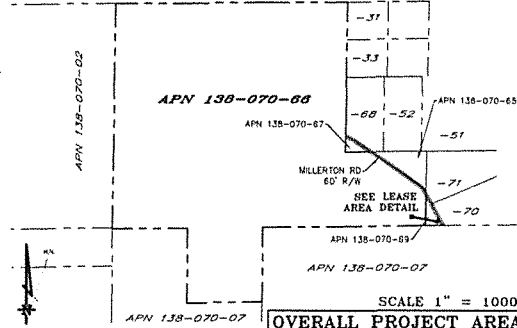 -31
-33
APN 138-070-02
APN 138-070-66
-68
-52
APN 138-070-65
APN 138-070-67
-51
MILLERTON RD
60' R/W
-71
SEE LEASE
AREA DETAIL
-70
APN 138-070-69
APN 138-070-07
SCALE 1" = 1000
APN 138-070-07
OVERALL PROJECT AREA